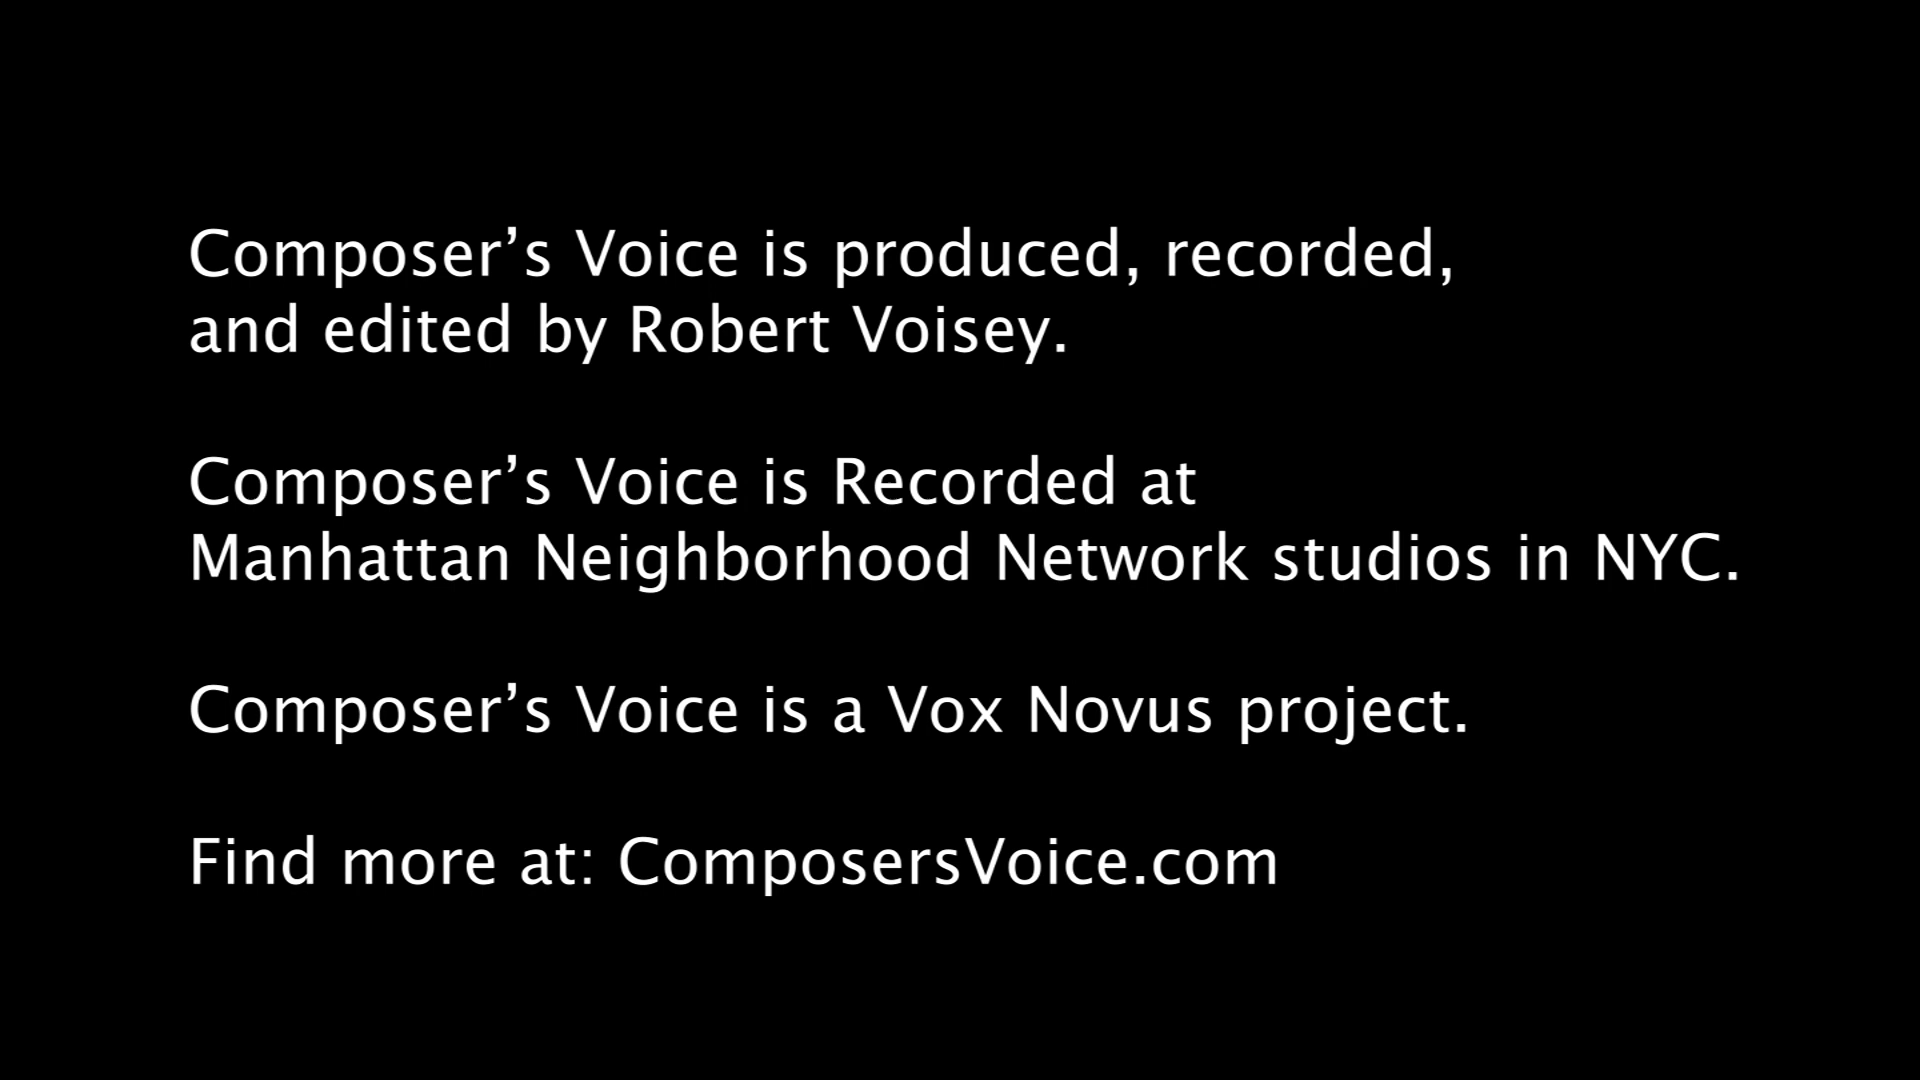 Composer’s Voice is produced, recorded,
and edited by Robert Voisey.
Composer’s Voice is Recorded at
Manhattan Neighborhood Network studios in NYC.
Composer’s Voice is a Vox Novus project.
Find more at: ComposersVoice.com